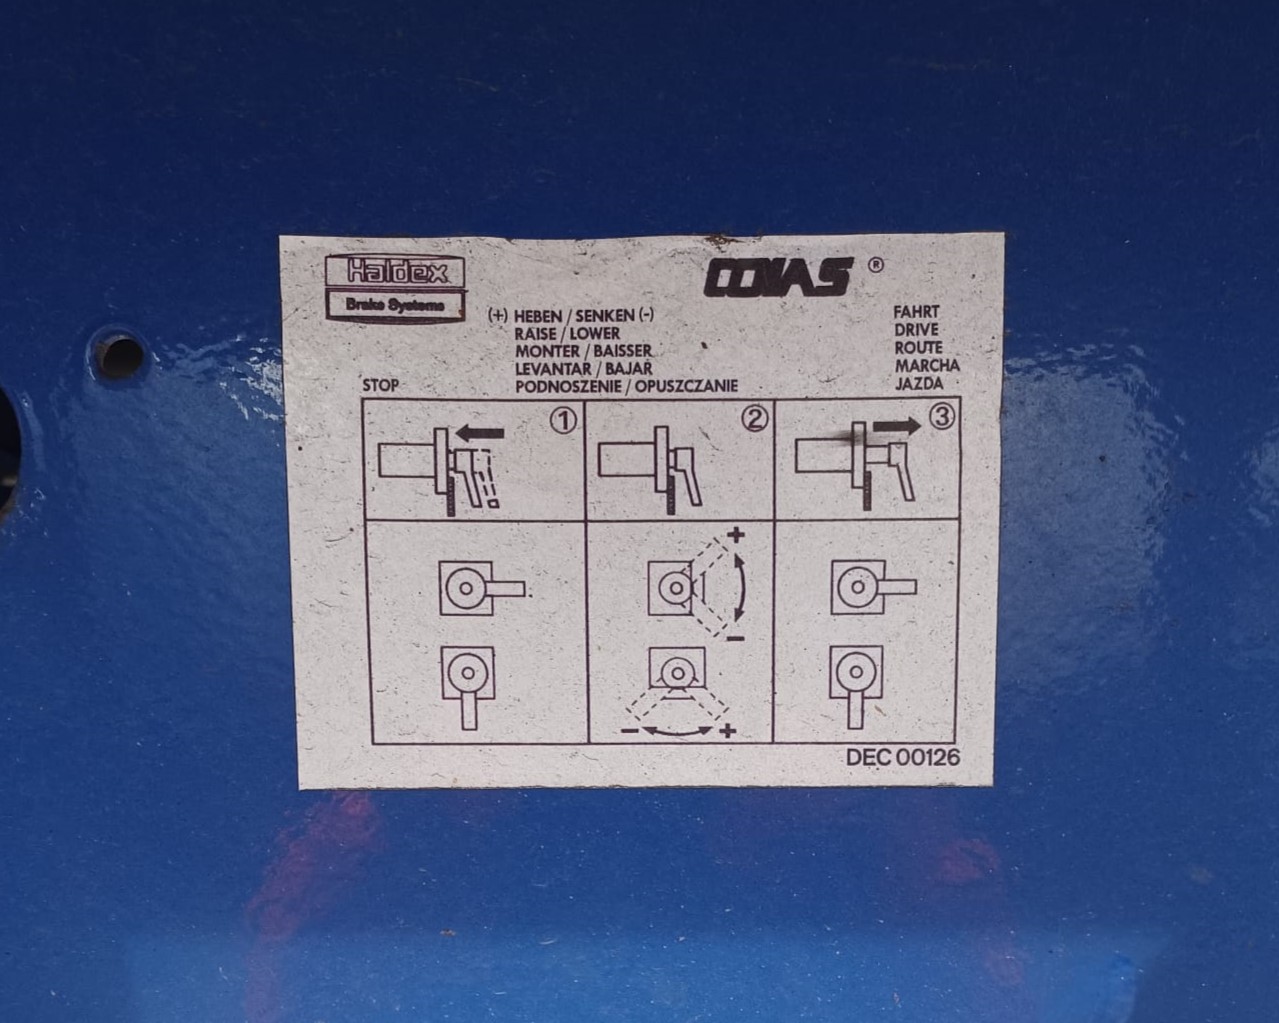 Haldex
Brake Systems
COLAS ®
(+) HEBEN / SENKEN (-)
RAISE / LOWER
MONTER / BAISSER
LEVANTAR / BAJAR
PODNOSZENIE / OPUSZCZANIE
FAHRT
DRIVE
ROUTE
MARCHA
JAZDA
STOP
1
2
3
+
-
- +
DEC 00126